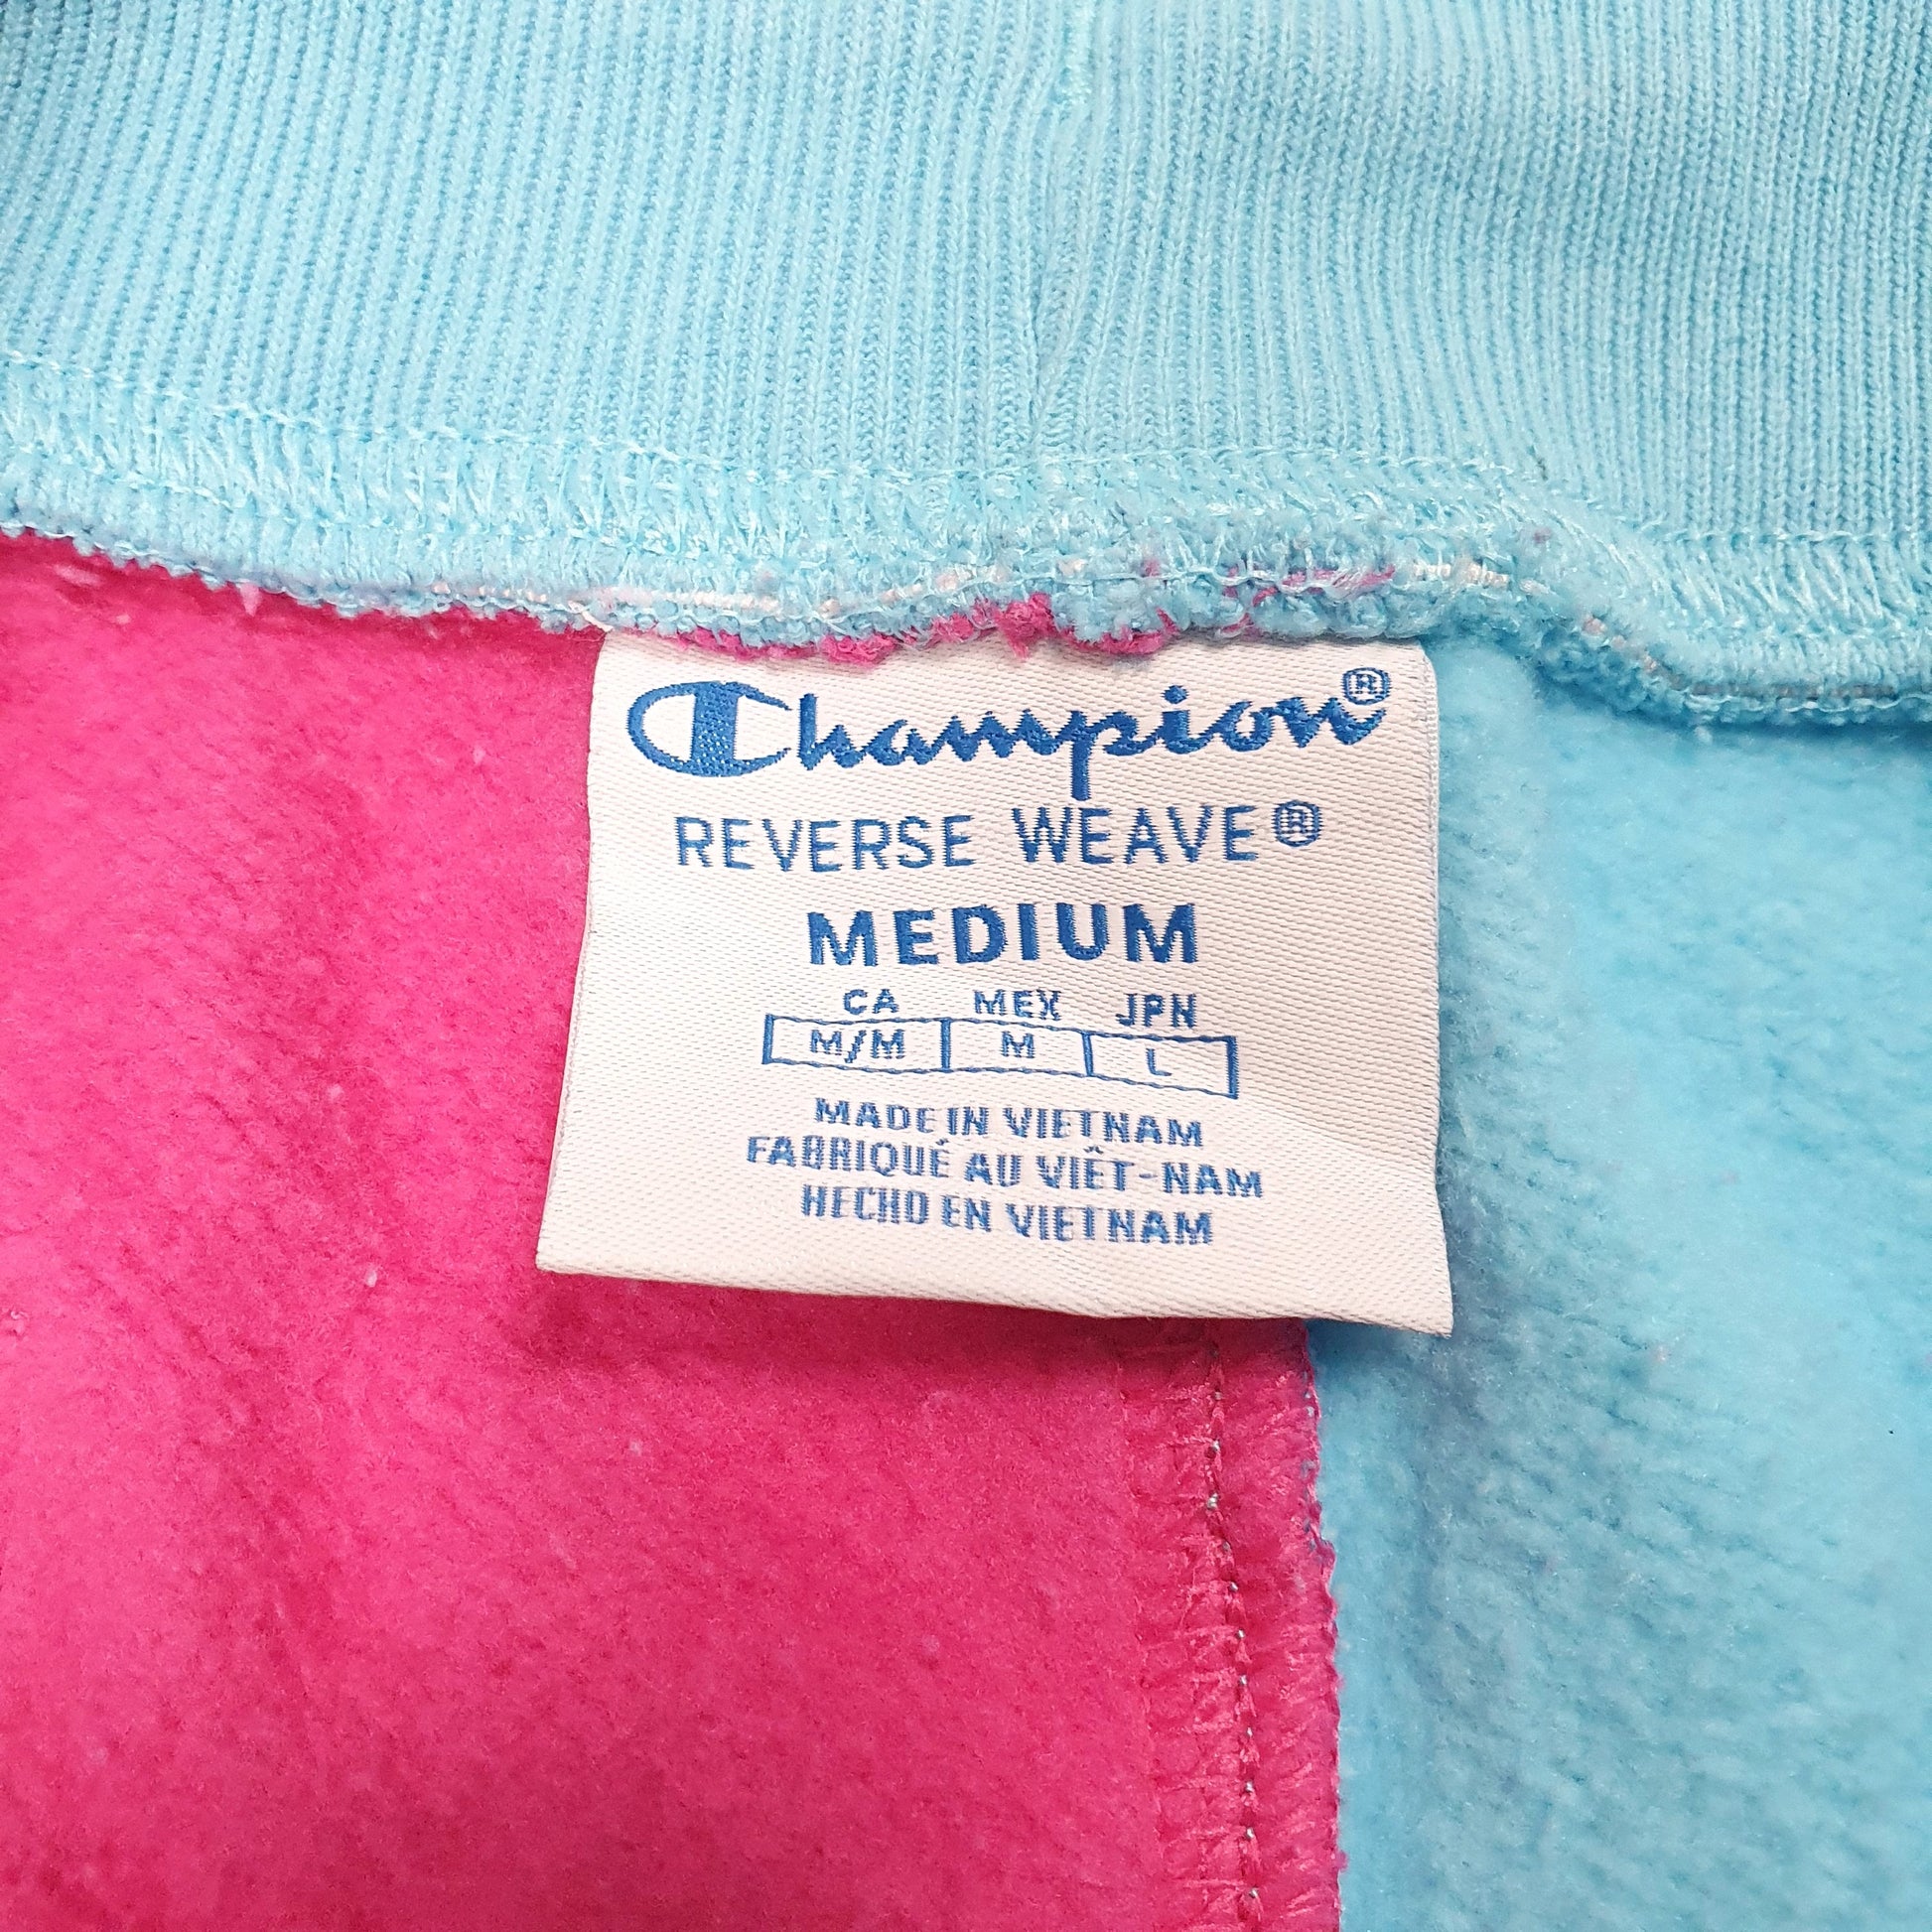 Champion®
REVERSE WEAVE®
MEDIUM
CA MEX JPN
M/M M L
MADE IN VIETNAM
FABRIQUÉ AU VIÊT-NAM
HECHO EN VIETNAM